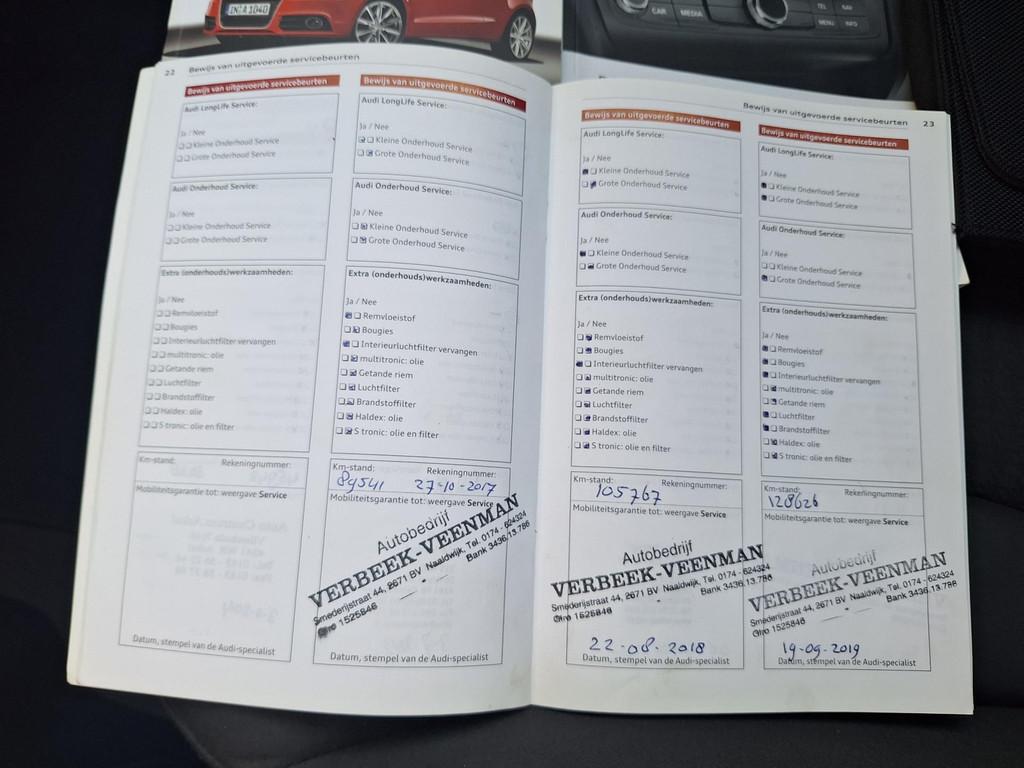 IN A 1040
CAR MEDIA
TEL NAV
MENU INFO
22 Bewijs van uitgevoerde servicebeurten
Bewijs van uitgevoerde servicebeurten
Audi LongLife Service:
Ja / Nee
Kleine Onderhoud Service
Grote Onderhoud Service
Audi Onderhoud Service:
Ja / Nee
Kleine Onderhoud Service
Grote Onderhoud Service
Extra (onderhouds)werkzaamheden:
Ja / Nee
Remvloeistof
Bougies
Interieurluchtfilter vervangen
multitronic: olie
Getande riem
Luchtfilter
Brandstoffilter
Haldex: olie
S tronic: olie en filter
Km-stand: Rekeningnummer:
Mobiliteitsgarantie tot: weergave Service
Datum, stempel van de Audi-specialist
Bewijs van uitgevoerde servicebeurten
Audi LongLife Service:
Ja / Nee
Kleine Onderhoud Service
Grote Onderhoud Service
Audi Onderhoud Service:
Ja / Nee
Kleine Onderhoud Service
Grote Onderhoud Service
Extra (onderhouds)werkzaamheden:
Ja / Nee
Remvloeistof
Bougies
Interieurluchtfilter vervangen
multitronic: olie
Getande riem
Luchtfilter
Brandstoffilter
Haldex: olie
S tronic: olie en filter
Km-stand: Rekeningnummer:
89541 27-10-2017
Mobiliteitsgarantie tot: weergave Service
Autobedrijf
VERBEEK-VEENMAN
Smederijstraat 44, 2671 BV Naaldwijk, Tel. 0174 - 624324
Giro 1525846 Bank 3436.13.786
Datum, stempel van de Audi-specialist
Bewijs van uitgevoerde servicebeurten 23
Bewijs van uitgevoerde servicebeurten
Audi LongLife Service:
Ja / Nee
Kleine Onderhoud Service
Grote Onderhoud Service
Audi Onderhoud Service:
Ja / Nee
Kleine Onderhoud Service
Grote Onderhoud Service
Extra (onderhouds)werkzaamheden:
Ja / Nee
Remvloeistof
Bougies
Interieurluchtfilter vervangen
multitronic: olie
Getande riem
Luchtfilter
Brandstoffilter
Haldex: olie
S tronic: olie en filter
Km-stand: Rekeningnummer:
105767
Mobiliteitsgarantie tot: weergave Service
Autobedrijf
VERBEEK-VEENMAN
Smederijstraat 44, 2671 BV Naaldwijk, Tel. 0174 - 624324
Giro 1525846 Bank 3436.13.786
22-08-2018
Datum, stempel van de Audi-specialist
Bewijs van uitgevoerde servicebeurten
Audi LongLife Service:
Ja / Nee
Kleine Onderhoud Service
Grote Onderhoud Service
Audi Onderhoud Service:
Ja / Nee
Kleine Onderhoud Service
Grote Onderhoud Service
Extra (onderhouds)werkzaamheden:
Ja / Nee
Remvloeistof
Bougies
Interieurluchtfilter vervangen
multitronic: olie
Getande riem
Luchtfilter
Brandstoffilter
Haldex: olie
S tronic: olie en filter
Km-stand: Rekeningnummer:
128626
Mobiliteitsgarantie tot: weergave Service
Autobedrijf
VERBEEK-VEENMAN
Smederijstraat 44, 2671 BV Naaldwijk, Tel. 0174 - 624324
Giro 1525846 Bank 3436.13.786
19-09-2019
Datum, stempel van de Audi-specialist